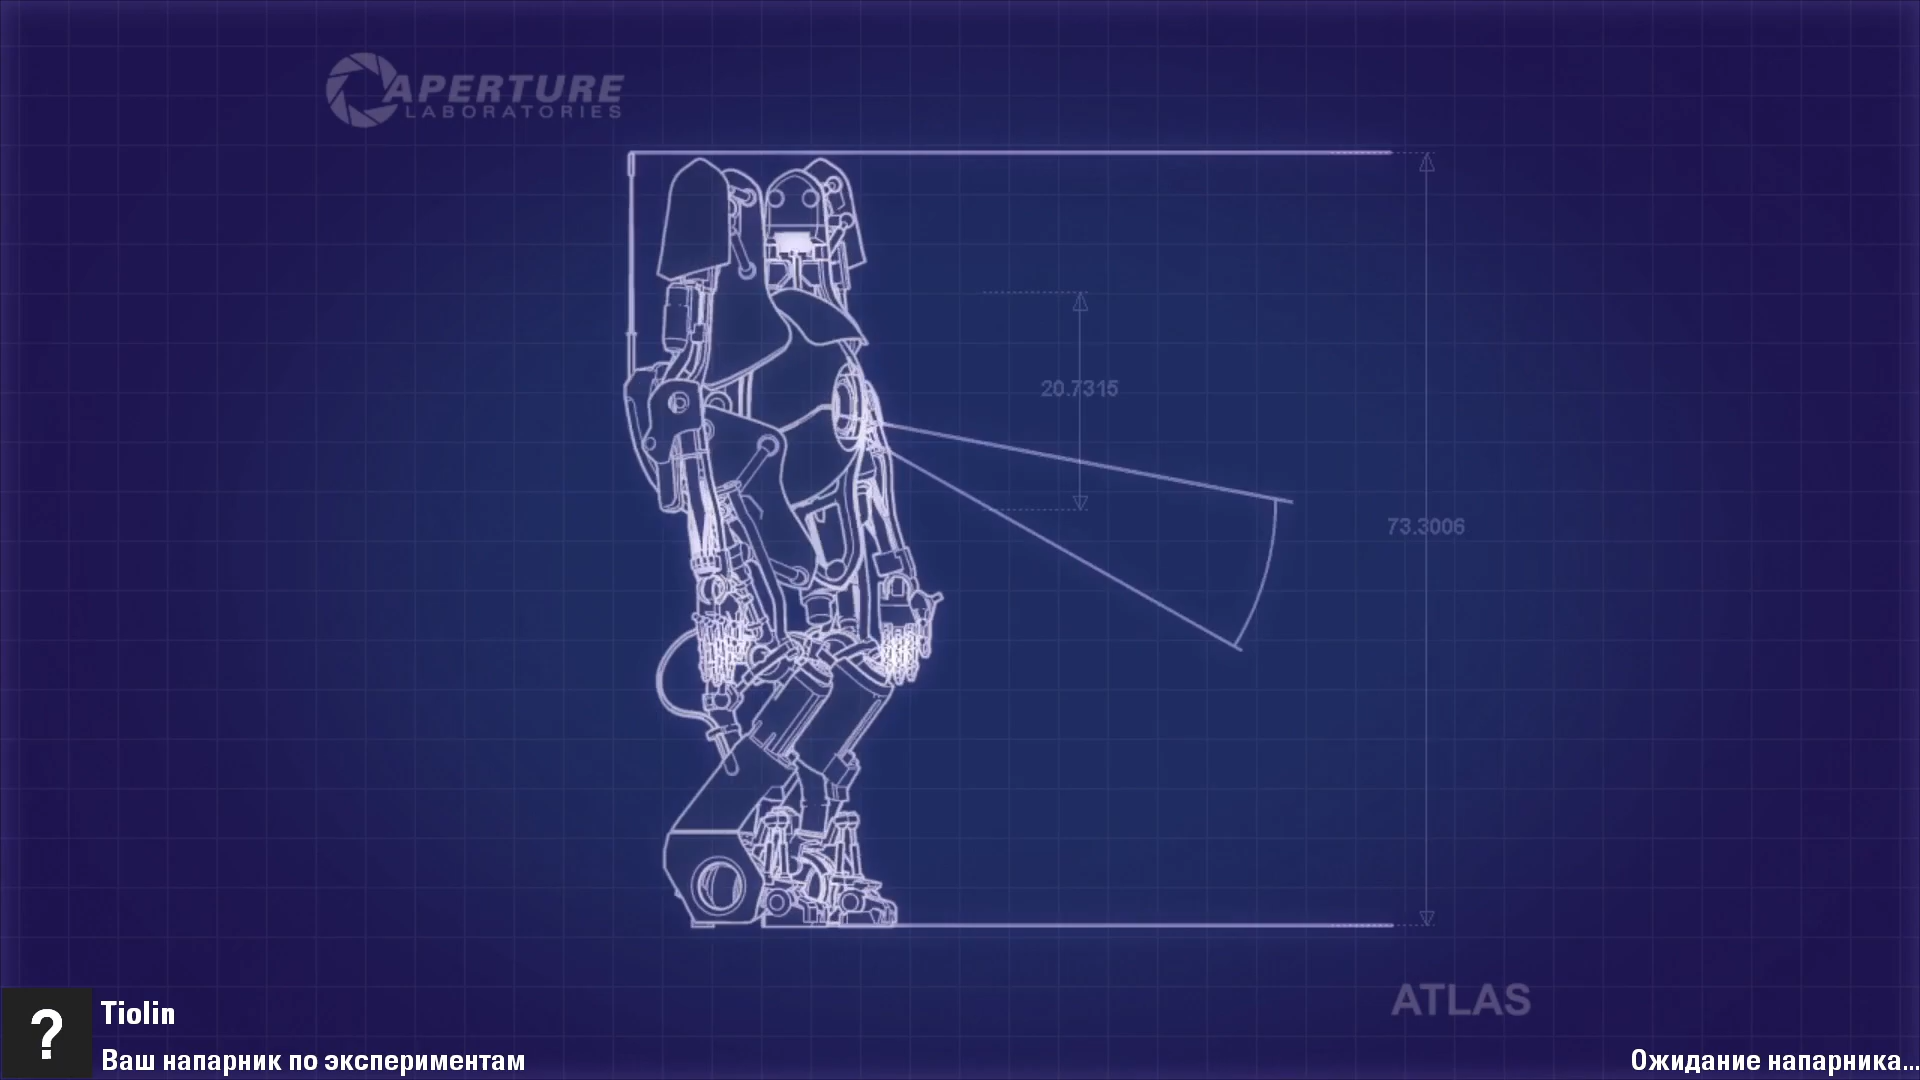 APERTURE
LABORATORIES
20.7315
73.3006
ATLAS
?
Tiolin
Ваш напарник по экспериментам
Ожидание напарника...